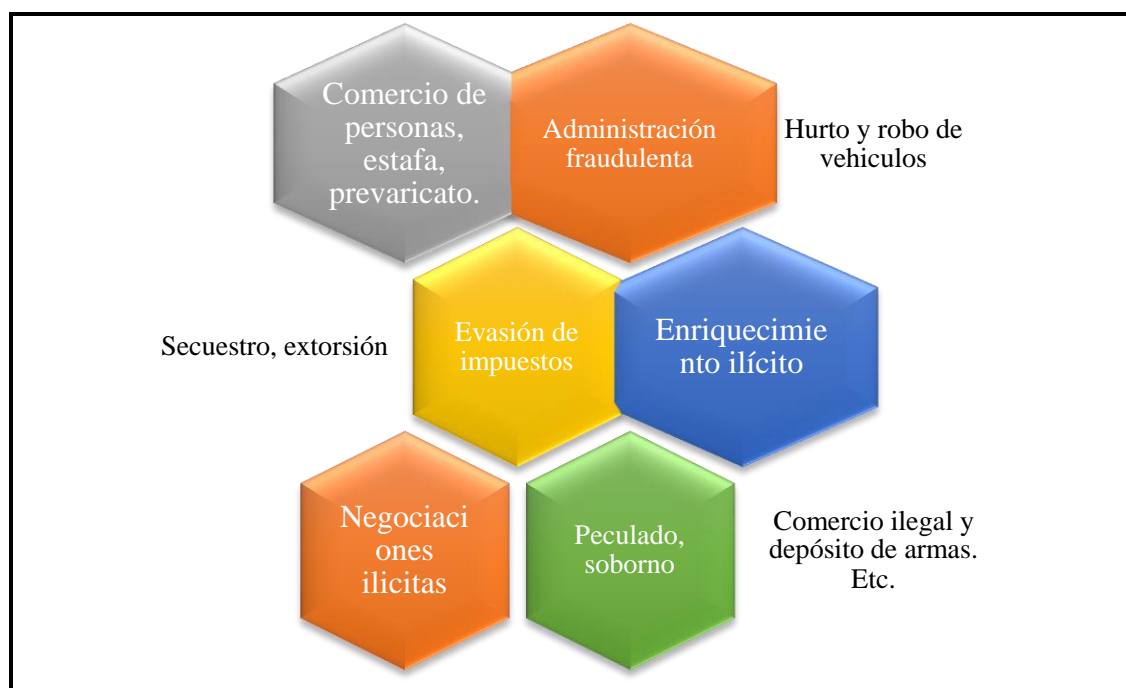 Comercio de
personas,
estafa,
prevaricato.
Administración
fraudulenta
Hurto y robo de
vehiculos
Secuestro, extorsión
Evasión de
impuestos
Enriquecimie
nto ilícito
Negociaci
ones
ilicitas
Peculado,
soborno
Comercio ilegal y
depósito de armas.
Etc.